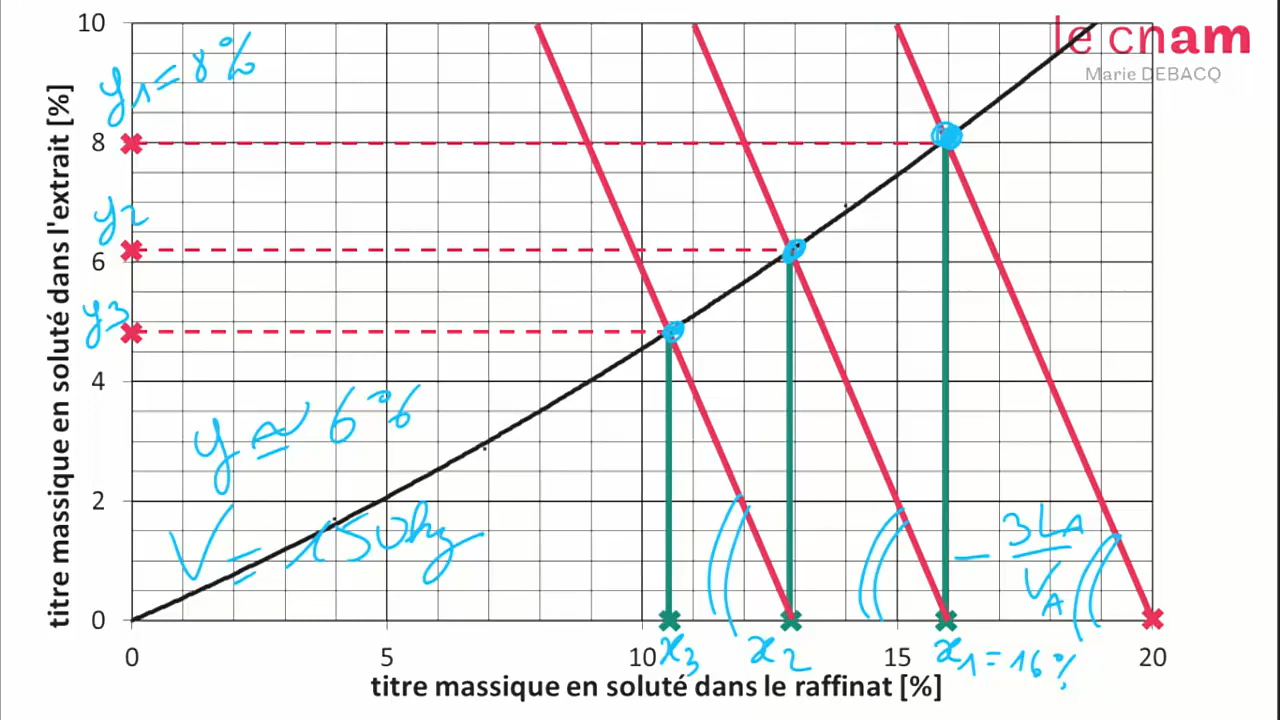 le cnam
Marie DEBACQ
titre massique en soluté dans l'extrait [%]
10
8
6
4
2
0
y1 = 8%
y2
y3
y ≃ 6%
V = 150kg
- 3LA
VA
x3
x2
x1 = 16%
0
5
10
15
20
titre massique en soluté dans le raffinat [%]